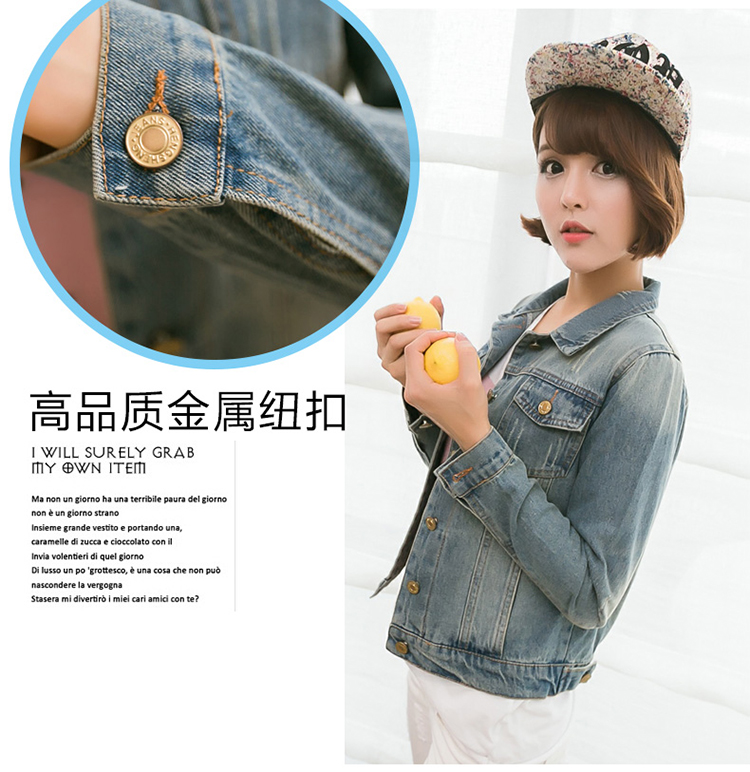 JEANS·HENGSHENG
高品质金属纽扣
I WILL SURELY GRAB
MY OWN ITEM
Ma non un giorno ha una terribile paura del giorno
non è un giorno strano
Insieme grande vestito e portando una,
caramelle di zucca e cioccolato con il
Invia volentieri di quel giorno
Di lusso un po 'grottesco, è una cosa che non può
nascondere la vergogna
Stasera mi divertirò i miei cari amici con te?